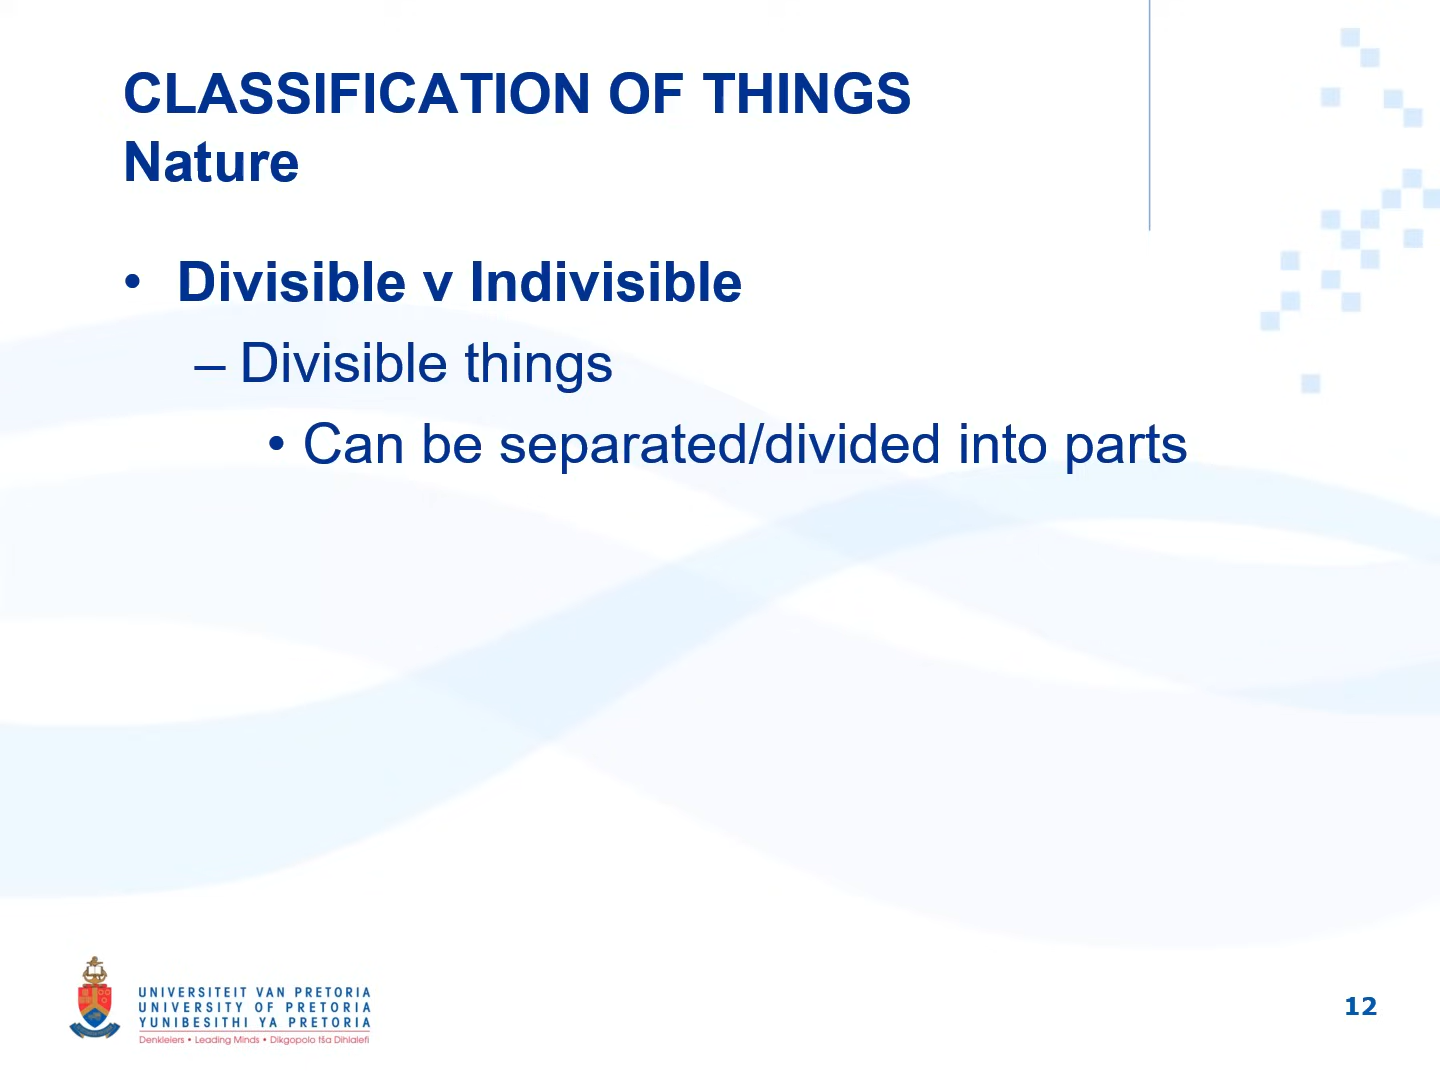 CLASSIFICATION OF THINGS
Nature
• Divisible v Indivisible
– Divisible things
• Can be separated/divided into parts
UNIVERSITEIT VAN PRETORIA
UNIVERSITY OF PRETORIA
YUNIBESITHI YA PRETORIA
Denkleiers • Leading Minds • Dikgopolo tša Dihlalefi
12